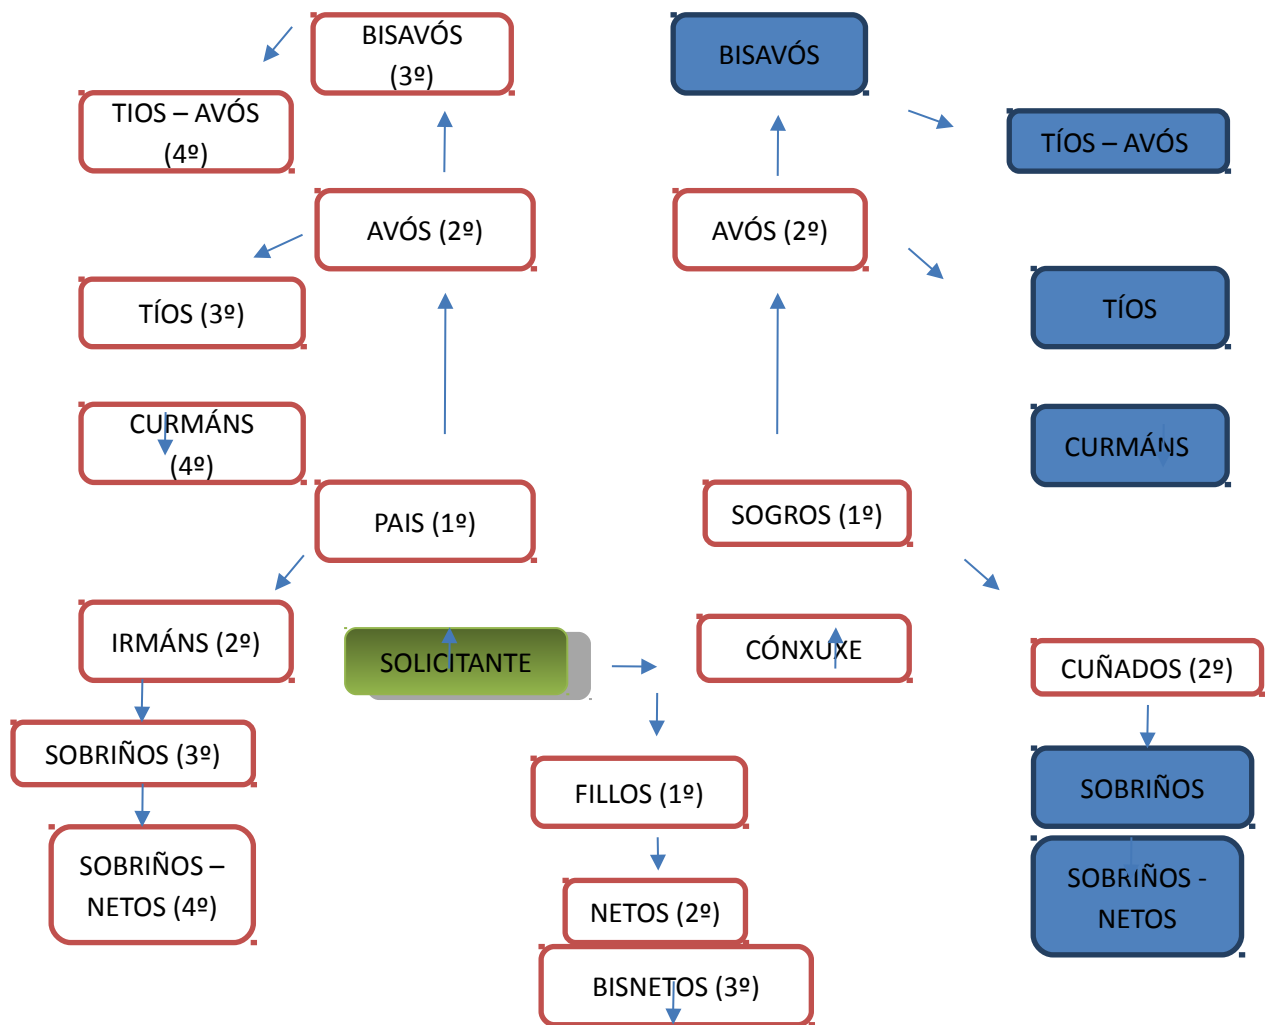 BISAVÓS
(3º)
BISAVÓS
TIOS – AVÓS
(4º)
TÍOS – AVÓS
AVÓS (2º)
AVÓS (2º)
TÍOS (3º)
TÍOS
CURMÁNS
(4º)
CURMÁNS
PAIS (1º)
SOGROS (1º)
IRMÁNS (2º)
SOLICITANTE
CÓNXUXE
CUÑADOS (2º)
SOBRIÑOS (3º)
FILLOS (1º)
SOBRIÑOS
SOBRIÑOS –
NETOS (4º)
NETOS (2º)
SOBRIÑOS -
NETOS
BISNETOS (3º)